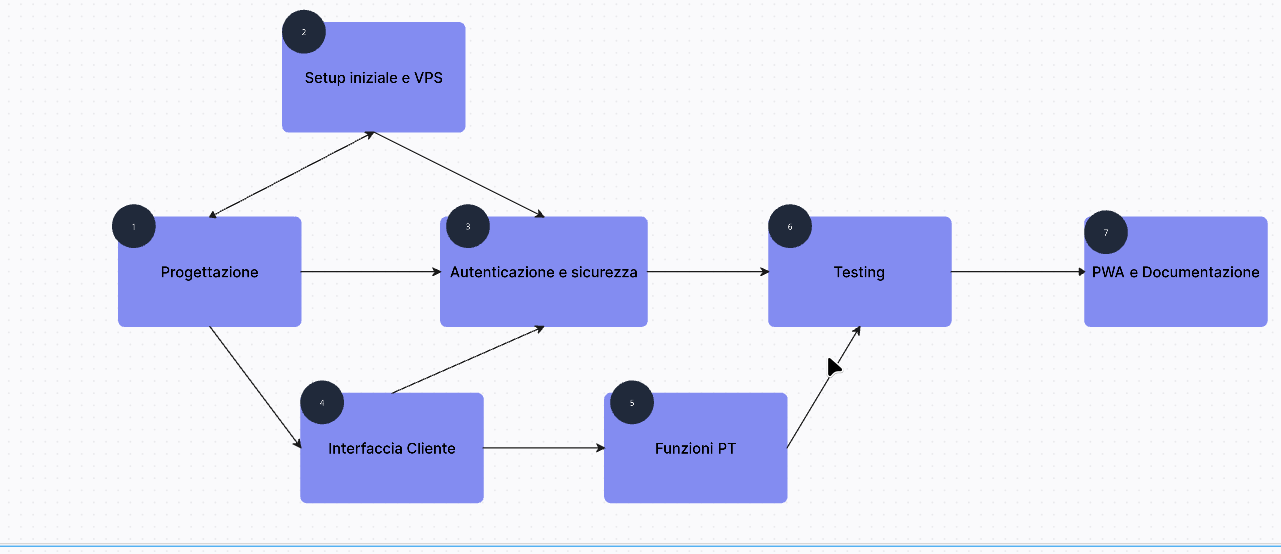 2
Setup iniziale e VPS
1
Progettazione
3
Autenticazione e sicurezza
6
Testing
7
PWA e Documentazione
4
Interfaccia Cliente
5
Funzioni PT